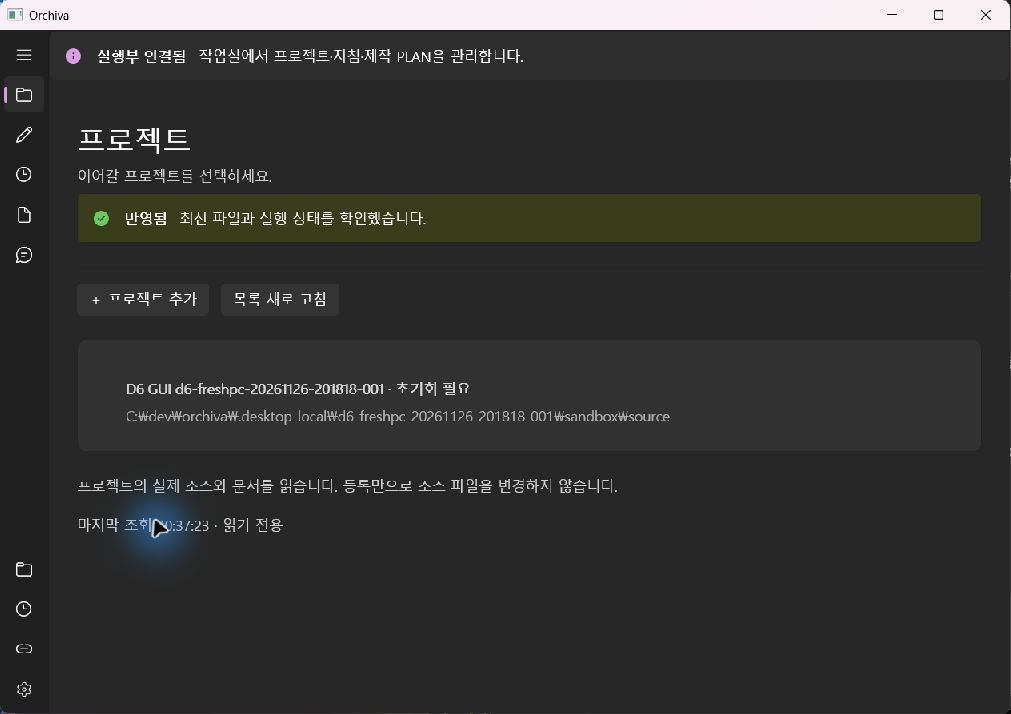 Orchiva
실행부 연결됨 작업실에서 프로젝트·지침·제작 PLAN을 관리합니다.
프로젝트
이어갈 프로젝트를 선택하세요.
반영됨 최신 파일과 실행 상태를 확인했습니다.
+ 프로젝트 추가 목록 새로 고침
D6 GUI d6-freshpc-20261126-201818-001 · 초기화 필요
C:\dev\orchiva\.desktop_local\d6_freshpc_20261126_201818_001\sandbox\source
프로젝트의 실제 소스와 문서를 읽습니다. 등록만으로 소스 파일을 변경하지 않습니다.
마지막 조회 0:37:23 · 읽기 전용